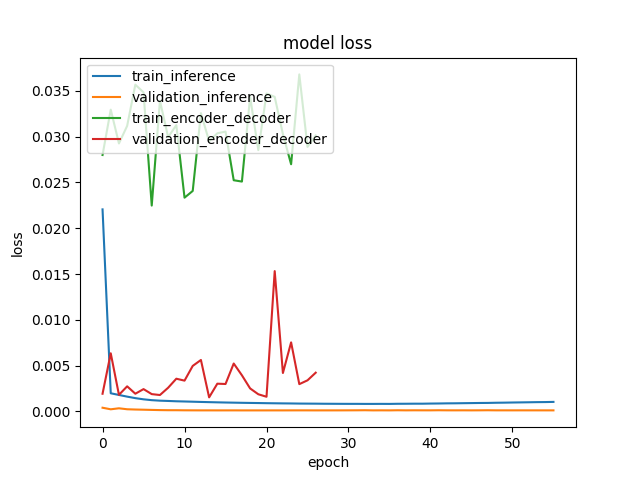 model loss
train_inference
validation_inference
train_encoder_decoder
validation_encoder_decoder
0.035
0.030
0.025
0.020
0.015
0.010
0.005
0.000
loss
0 10 20 30 40 50
epoch